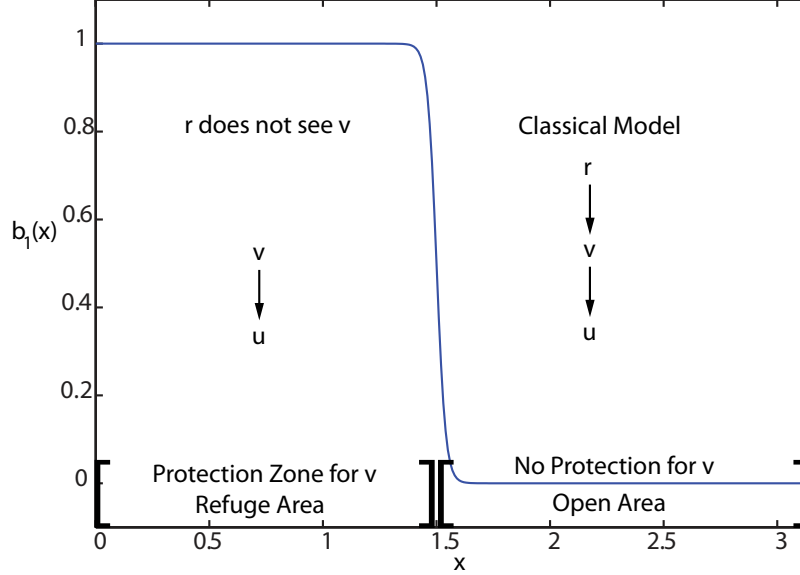 1
r does not see v
Classical Model
0.8
r
0.6
b1(x)
v
v
0.4
u
u
0.2
Protection Zone for v
No Protection for v
0
Refuge Area
Open Area
0
0.5
1
1.5
2
2.5
3
x